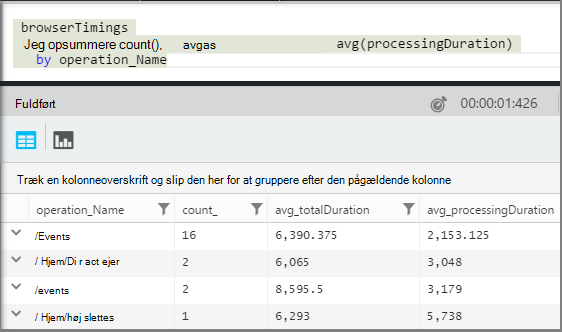 browserTimings
Jeg opsummere count(), avgas avg(processingDuration)
by operation_Name
Fuldført 00:00:01:426
Træk en kolonneoverskrift og slip den her for at gruppere efter den pågældende kolonne
operation_Name count_ avg_totalDuration avg_processingDuration
/Events 16 6,390.375 2,153.125
/ Hjem/Di r act ejer 2 6,065 3,048
/events 2 8,595.5 3,179
/ Hjem/høj slettes 1 6,293 5,738